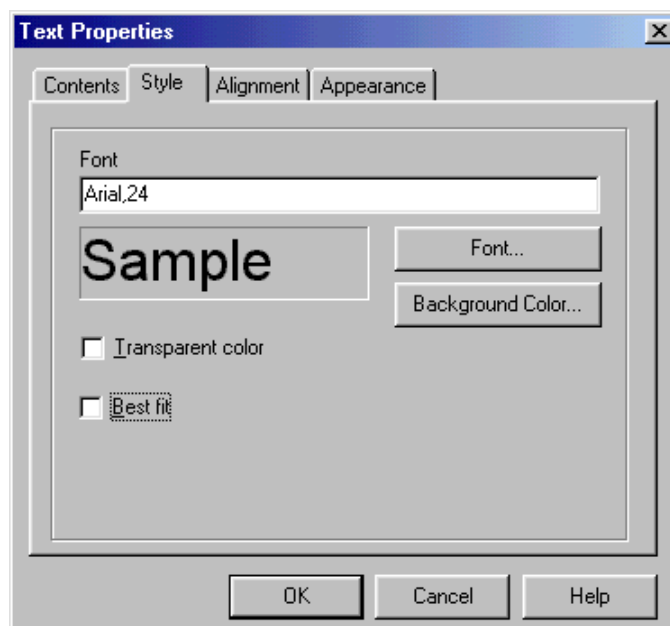 Text Properties
Contents Style Alignment Appearance
Font
Arial,24
Sample
Font...
Background Color...
Transparent color
Best fit
OK Cancel Help